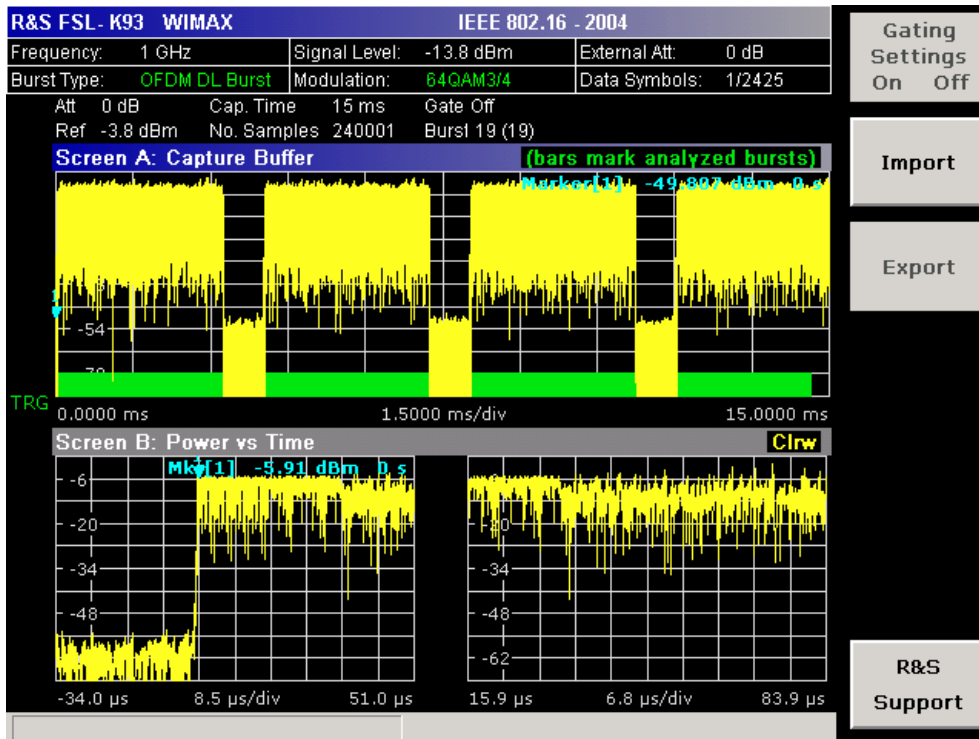 R&S FSL-K93 WIMAX IEEE 802.16 - 2004
Frequency: 1 GHz Signal Level: -13.8 dBm External Att: 0 dB
Burst Type: OFDM DL Burst Modulation: 64QAM3/4 Data Symbols: 1/2425
Att 0 dB Cap. Time 15 ms Gate Off
Ref -3.8 dBm No. Samples 240001 Burst 19 (19)
Screen A: Capture Buffer (bars mark analyzed bursts)
Marker[1] -49.807 dBm 0 s
1
-54
TRG
0.0000 ms 1.5000 ms/div 15.0000 ms
Screen B: Power vs Time Clrw
Mkr[1] -5.91 dBm 0 s
-6
-20 -20
-34 -34
-48 -48
-62
-34.0 µs 8.5 µs/div 51.0 µs 15.9 µs 6.8 µs/div 83.9 µs
Gating
Settings
On Off
Import
Export
R&S
Support